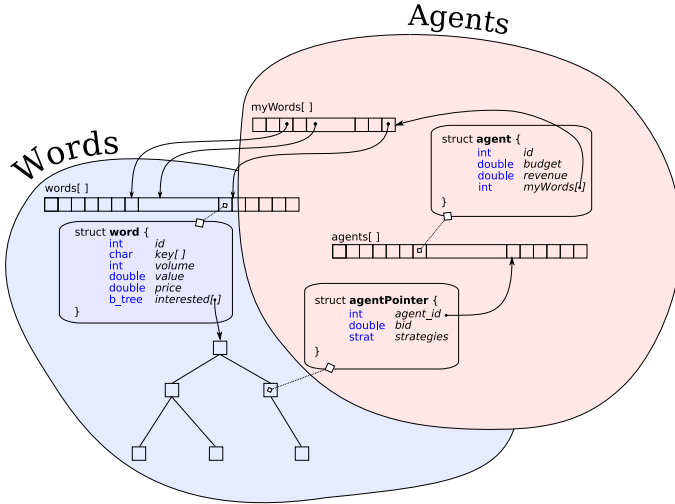 Agents
Words
myWords[ ]
struct agent {
int id
double budget
double revenue
int myWords[ ]
}
words[ ]
struct word {
int id
char key[ ]
int volume
double value
double price
b_tree interested[ ]
}
agents[ ]
struct agentPointer {
int agent_id
double bid
strat strategies
}